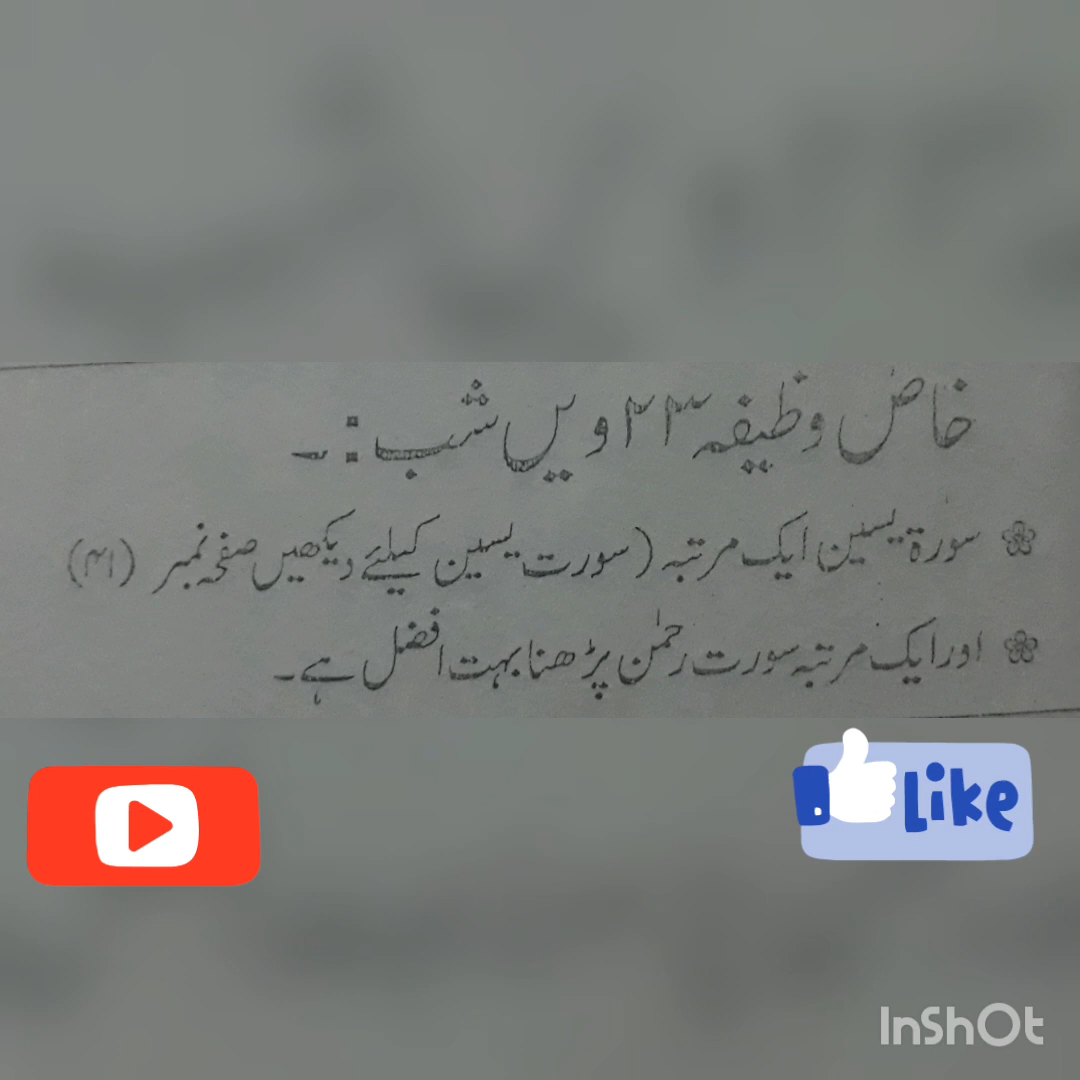 خاص وظیفہ ۲۳ ویں شب :۔
سورۃ یسین ایک مرتبہ (سورت یسین کیلئے دیکھیں صفحہ نمبر (۴۱)
اور ایک مرتبہ سورت رحمٰن پڑھنا بہت افضل ہے۔
Like
InShOt